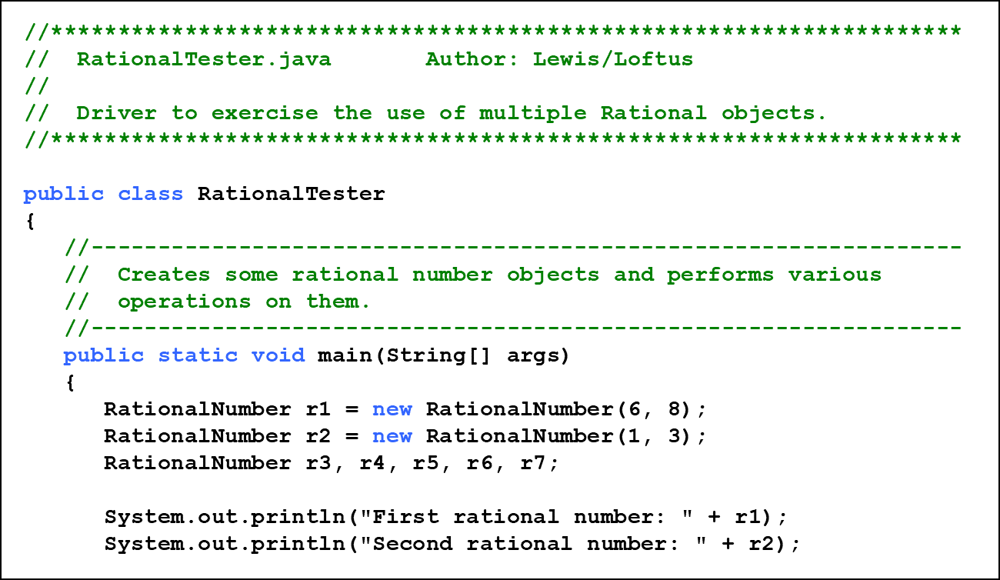 //********************************************************************
//  RationalTester.java       Author: Lewis/Loftus
//
//  Driver to exercise the use of multiple Rational objects.
//********************************************************************
public class RationalTester
{
   //-----------------------------------------------------------------
   //  Creates some rational number objects and performs various
   //  operations on them.
   //-----------------------------------------------------------------
   public static void main(String[] args)
   {
      RationalNumber r1 = new RationalNumber(6, 8);
      RationalNumber r2 = new RationalNumber(1, 3);
      RationalNumber r3, r4, r5, r6, r7;
      System.out.println("First rational number: " + r1);
      System.out.println("Second rational number: " + r2);